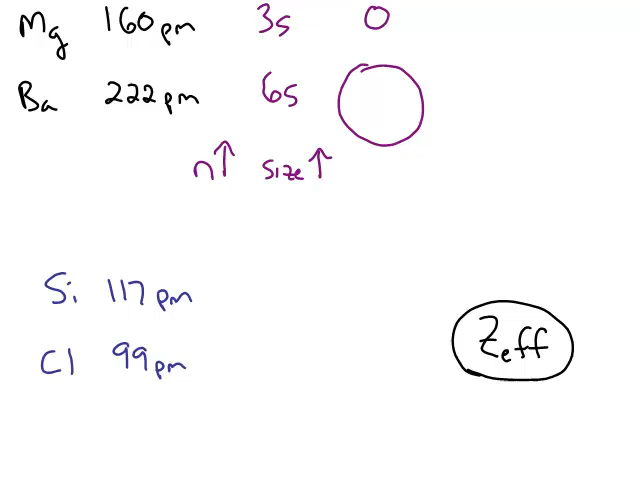 Mg 160pm 3s
Ba 222pm 6s
n↑ size↑
Si 117pm
Zeff
Cl 99pm